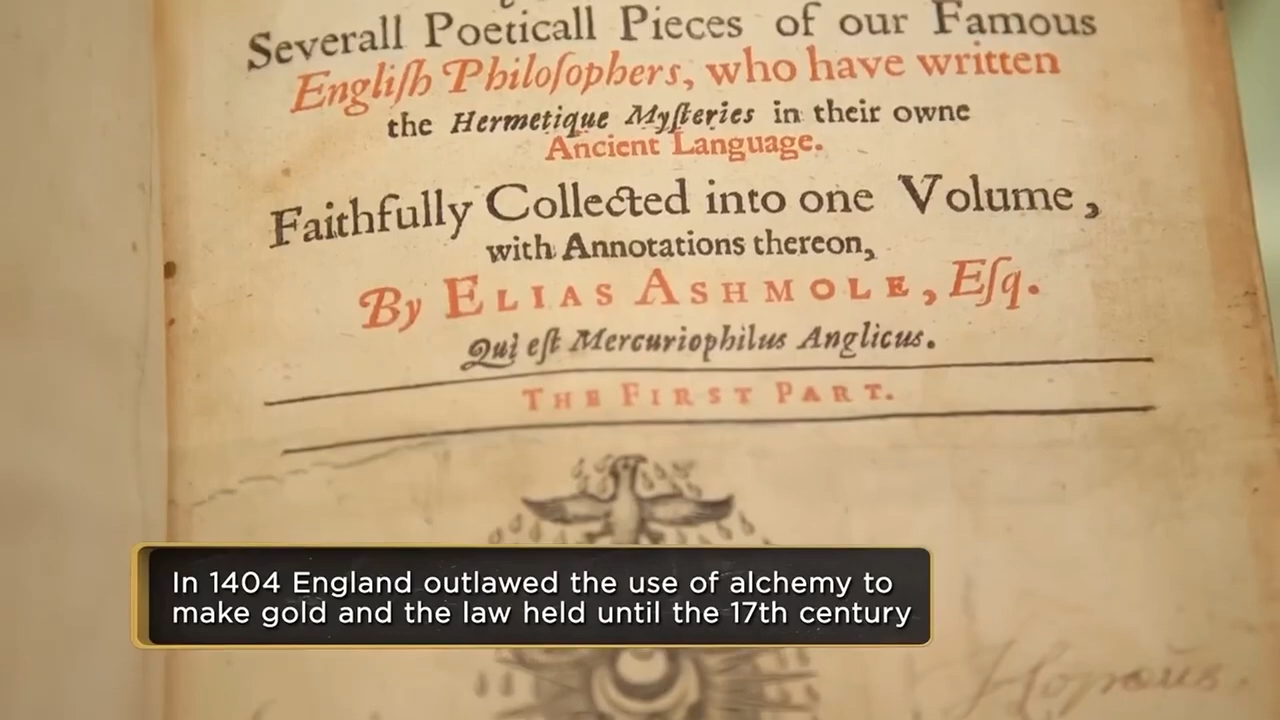 Severall Poeticall Pieces of our Famous
Engliſh Philoſophers, who have written
the Hermetique Myſteries in their owne
Ancient Language.
Faithfully Collected into one Volume,
with Annotations thereon,
By ELIAS ASHMOLE, Eſq.
Qui eſt Mercuriophilus Anglicus.
THE FIRST PART.
In 1404 England outlawed the use of alchemy to
make gold and the law held until the 17th century